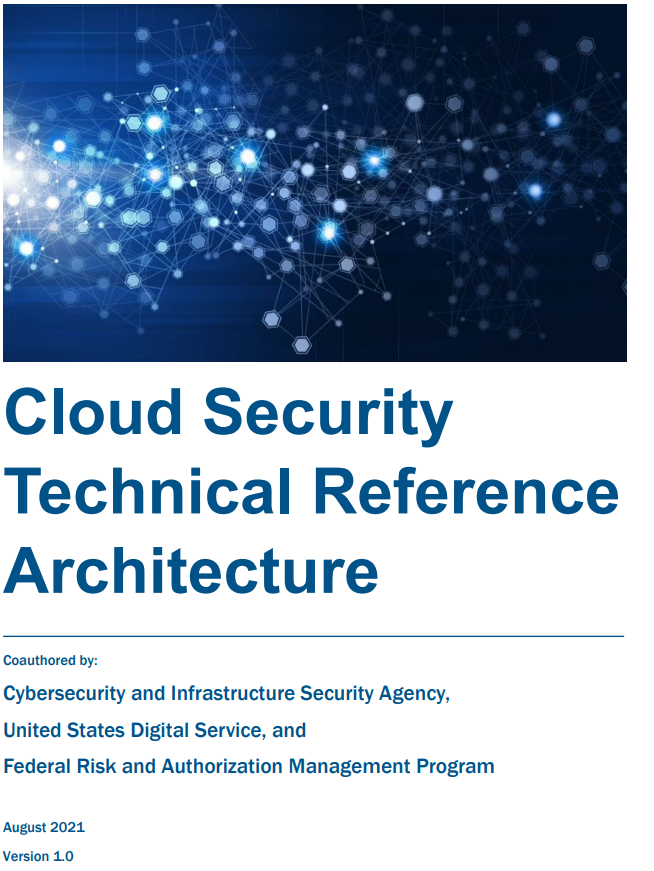 Cloud Security
Technical Reference
Architecture
Coauthored by:
Cybersecurity and Infrastructure Security Agency,
United States Digital Service, and
Federal Risk and Authorization Management Program
August 2021
Version 1.0